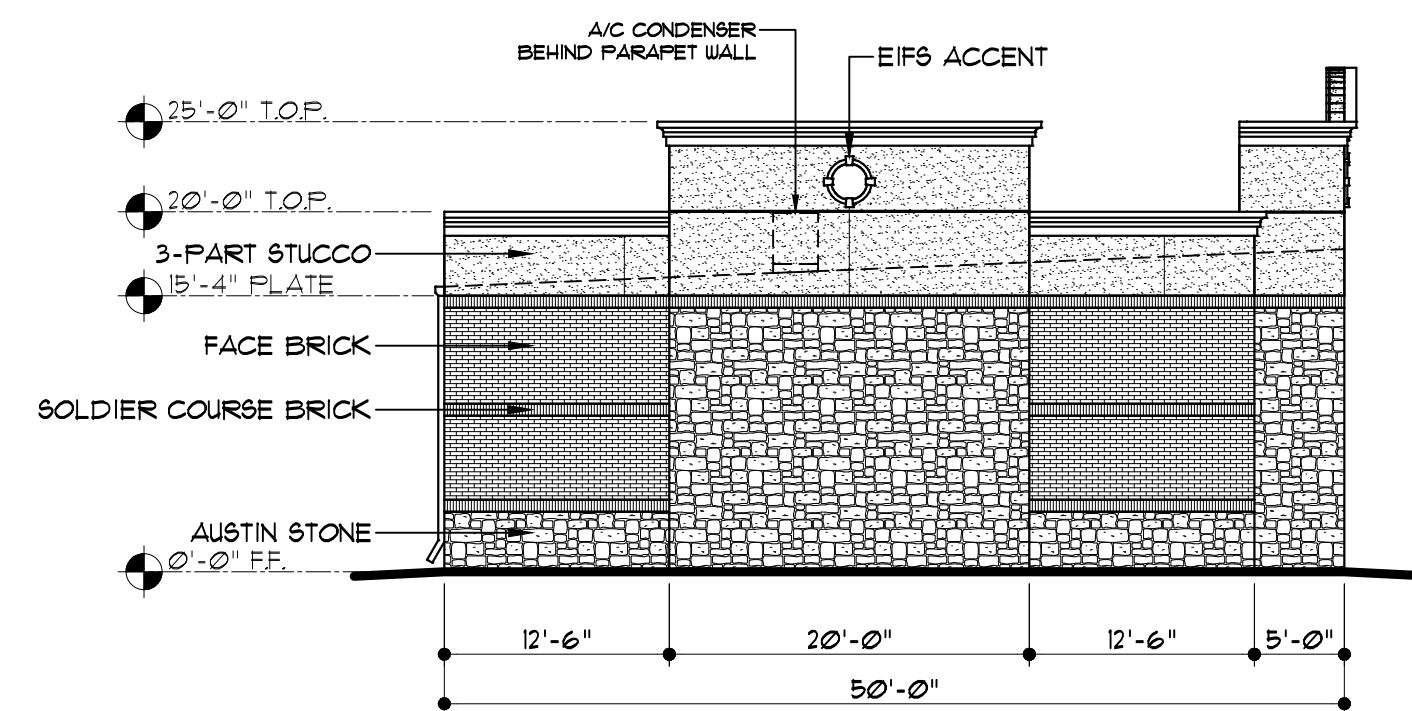 A/C CONDENSER
BEHIND PARAPET WALL
EIFS ACCENT
25'-0" T.O.P.
20'-0" T.O.P.
3-PART STUCCO
15'-4" PLATE
FACE BRICK
SOLDIER COURSE BRICK
AUSTIN STONE
0'-0" F.F.
12'-6"
20'-0"
12'-6"
5'-0"
50'-0"